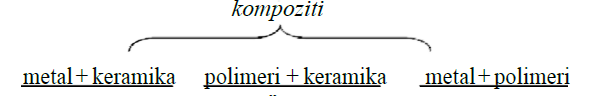 kompoziti
metal + keramika polimeri + keramika metal + polimeri